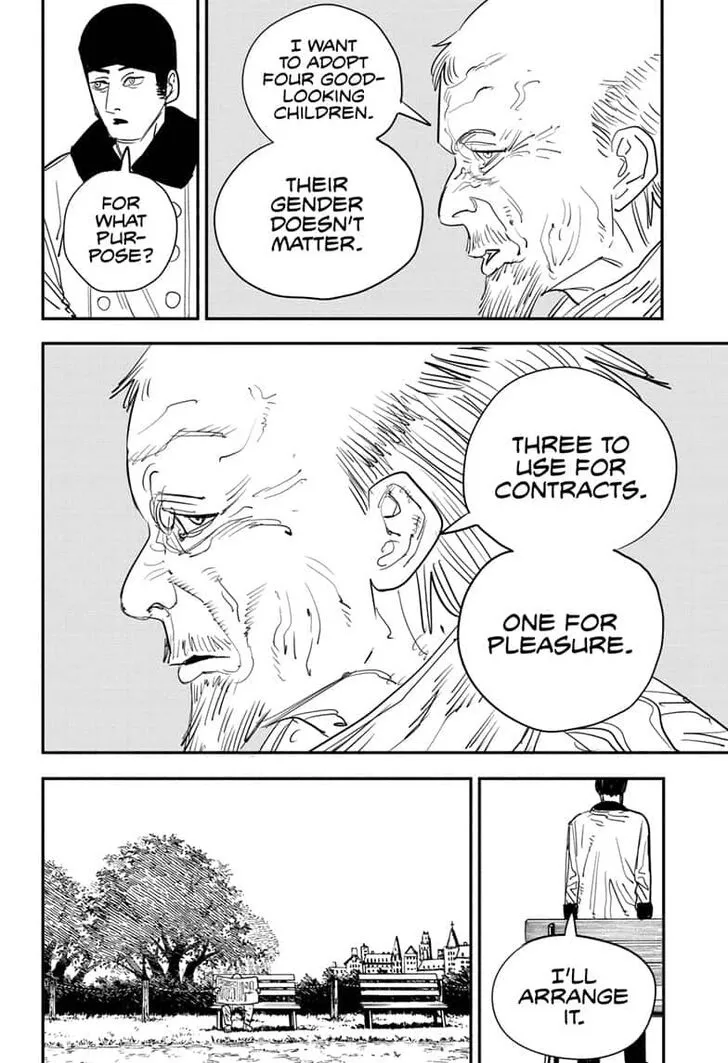 I WANT
TO ADOPT
FOUR GOOD-
LOOKING
CHILDREN.
THEIR
GENDER
DOESN'T
MATTER.
FOR
WHAT
PUR-
POSE?
THREE TO
USE FOR
CONTRACTS.
ONE FOR
PLEASURE.
I'LL
ARRANGE
IT.